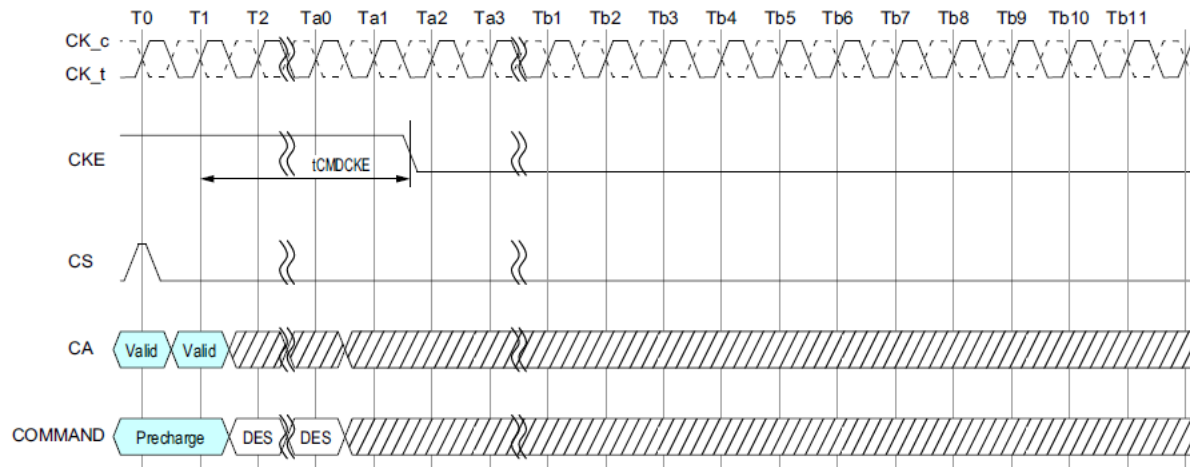 T0 T1 T2 Ta0 Ta1 Ta2 Ta3 Tb1 Tb2 Tb3 Tb4 Tb5 Tb6 Tb7 Tb8 Tb9 Tb10 Tb11
CK_c
CK_t
CKE
tCMDCKE
CS
CA Valid Valid
COMMAND Precharge DES DES